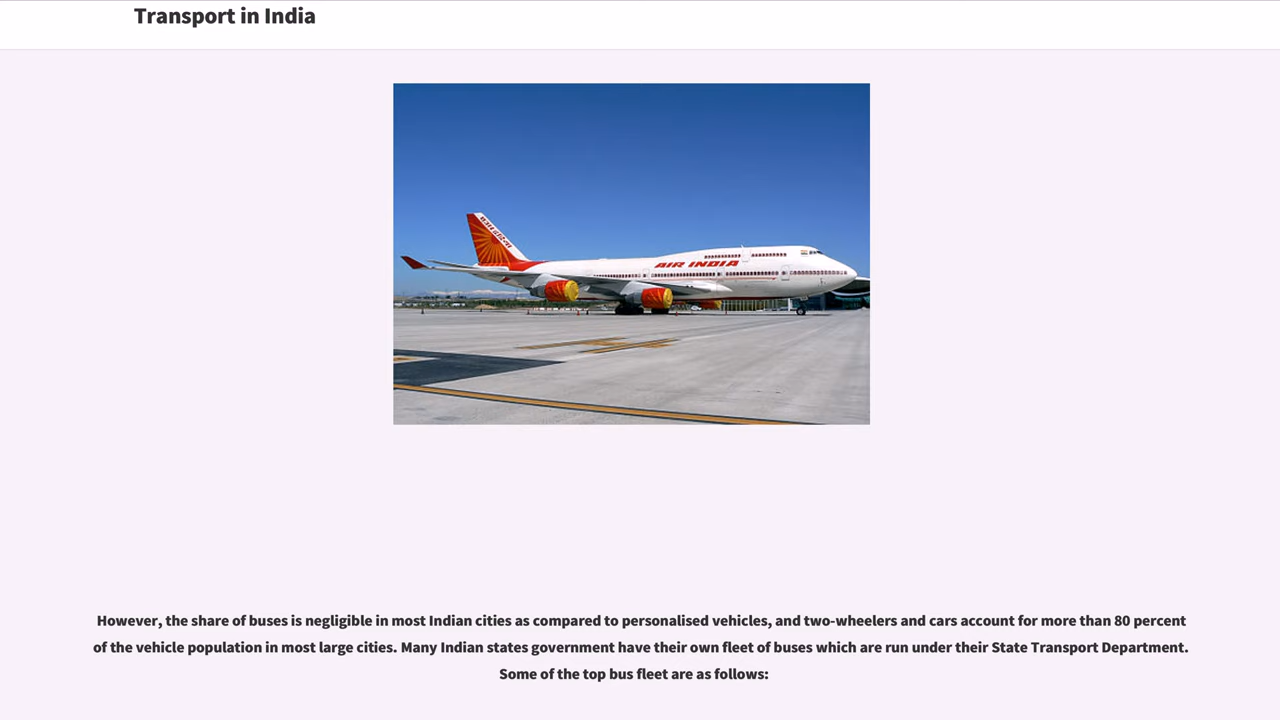 Transport in India
AIR INDIA
However, the share of buses is negligible in most Indian cities as compared to personalised vehicles, and two-wheelers and cars account for more than 80 percent
of the vehicle population in most large cities. Many Indian states government have their own fleet of buses which are run under their State Transport Department.
Some of the top bus fleet are as follows: